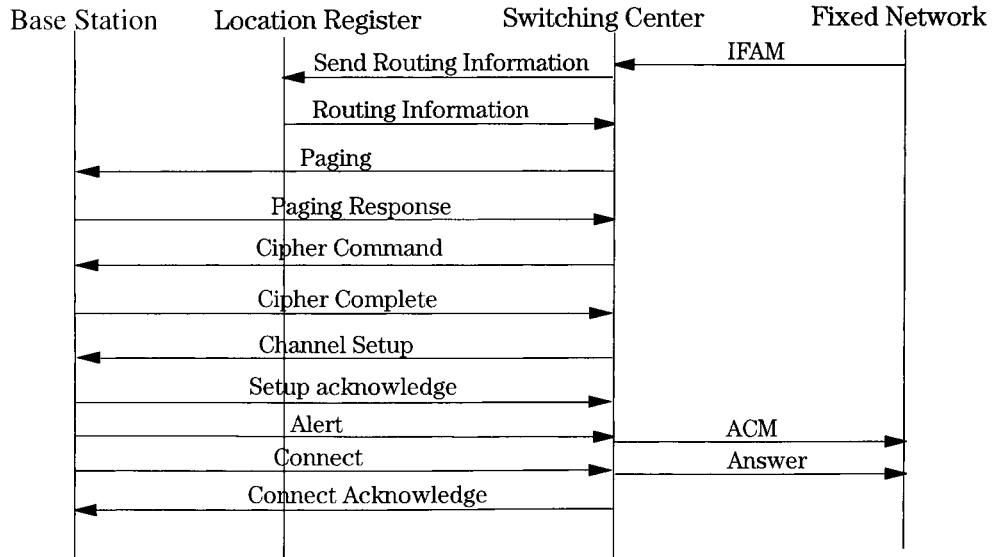 Base Station
Location Register
Switching Center
Fixed Network
IFAM
Send Routing Information
Routing Information
Paging
Paging Response
Cipher Command
Cipher Complete
Channel Setup
Setup acknowledge
Alert
ACM
Connect
Answer
Connect Acknowledge